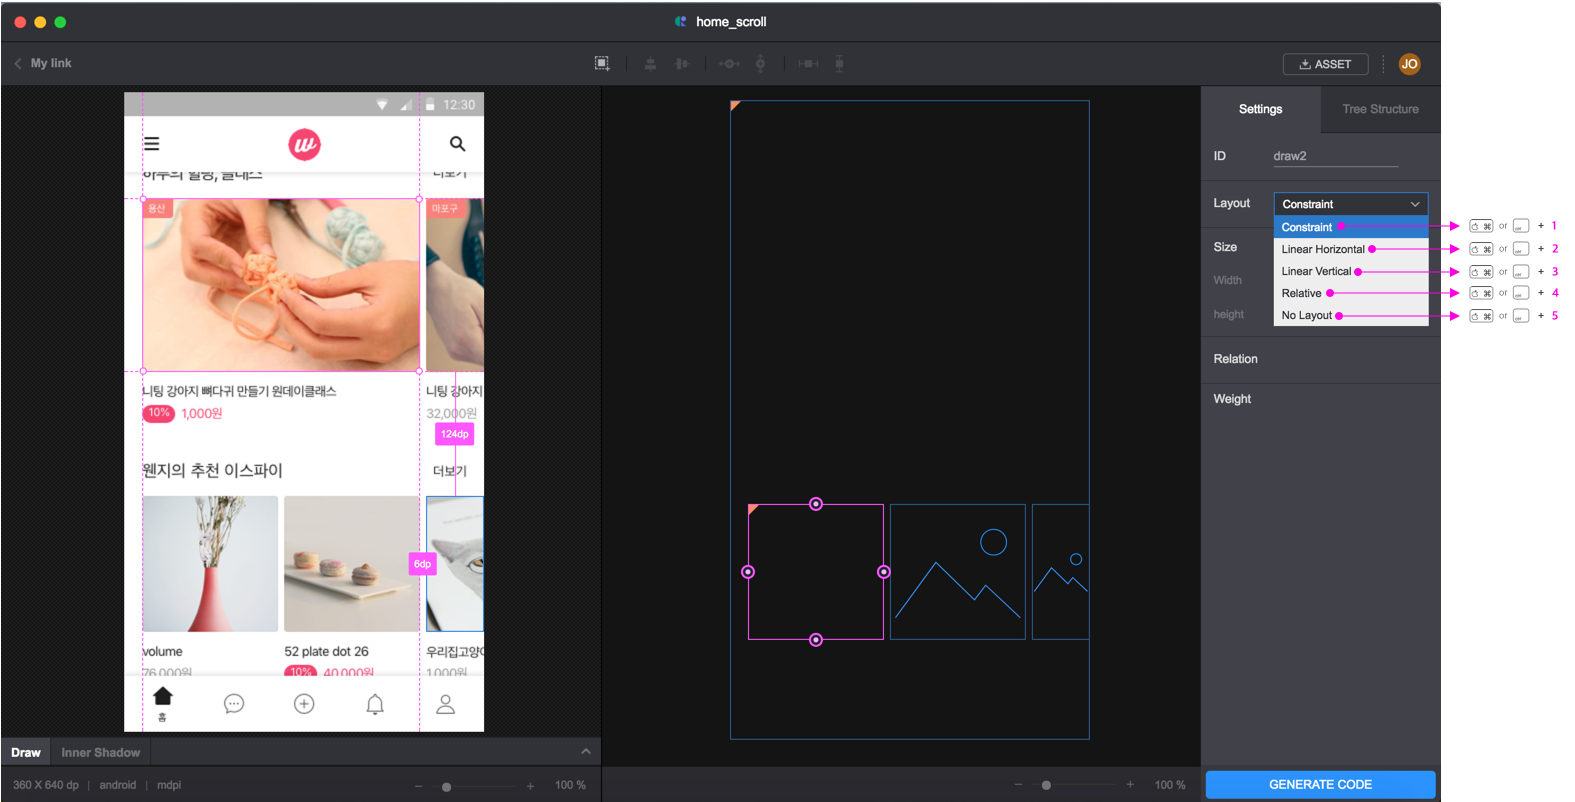 home_scroll
My link
ASSET
JO
12:30
하루의 힐링, 클래스
더보기
용산
마포구
니팅 강아지 뼈다귀 만들기 원데이클래스
니팅 강아지
10% 1,000원
32,000원
124dp
웬지의 추천 이스파이
더보기
6dp
volume
52 plate dot 26
우리집고양이
76,000원
10% 40,000원
1,000원
홈
Draw
Inner Shadow
360 X 640 dp | android | mdpi
100 %
100 %
Settings
Tree Structure
ID
draw2
Layout
Constraint
Constraint
⌘ or ctrl + 1
Size
Linear Horizontal
⌘ or ctrl + 2
Linear Vertical
⌘ or ctrl + 3
Width
Relative
⌘ or ctrl + 4
height
No Layout
⌘ or ctrl + 5
Relation
Weight
GENERATE CODE